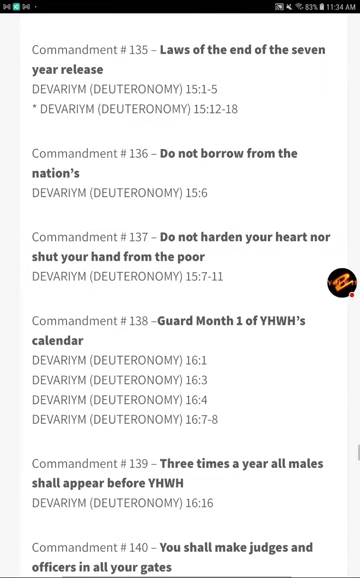 83% 11:34 AM
Commandment # 135 – Laws of the end of the seven
year release
DEVARIYM (DEUTERONOMY) 15:1-5
* DEVARIYM (DEUTERONOMY) 15:12-18
Commandment # 136 – Do not borrow from the
nation’s
DEVARIYM (DEUTERONOMY) 15:6
Commandment # 137 – Do not harden your heart nor
shut your hand from the poor
DEVARIYM (DEUTERONOMY) 15:7-11
Commandment # 138 –Guard Month 1 of YHWH’s
calendar
DEVARIYM (DEUTERONOMY) 16:1
DEVARIYM (DEUTERONOMY) 16:3
DEVARIYM (DEUTERONOMY) 16:4
DEVARIYM (DEUTERONOMY) 16:7-8
Commandment # 139 – Three times a year all males
shall appear before YHWH
DEVARIYM (DEUTERONOMY) 16:16
Commandment # 140 – You shall make judges and
officers in all your gates